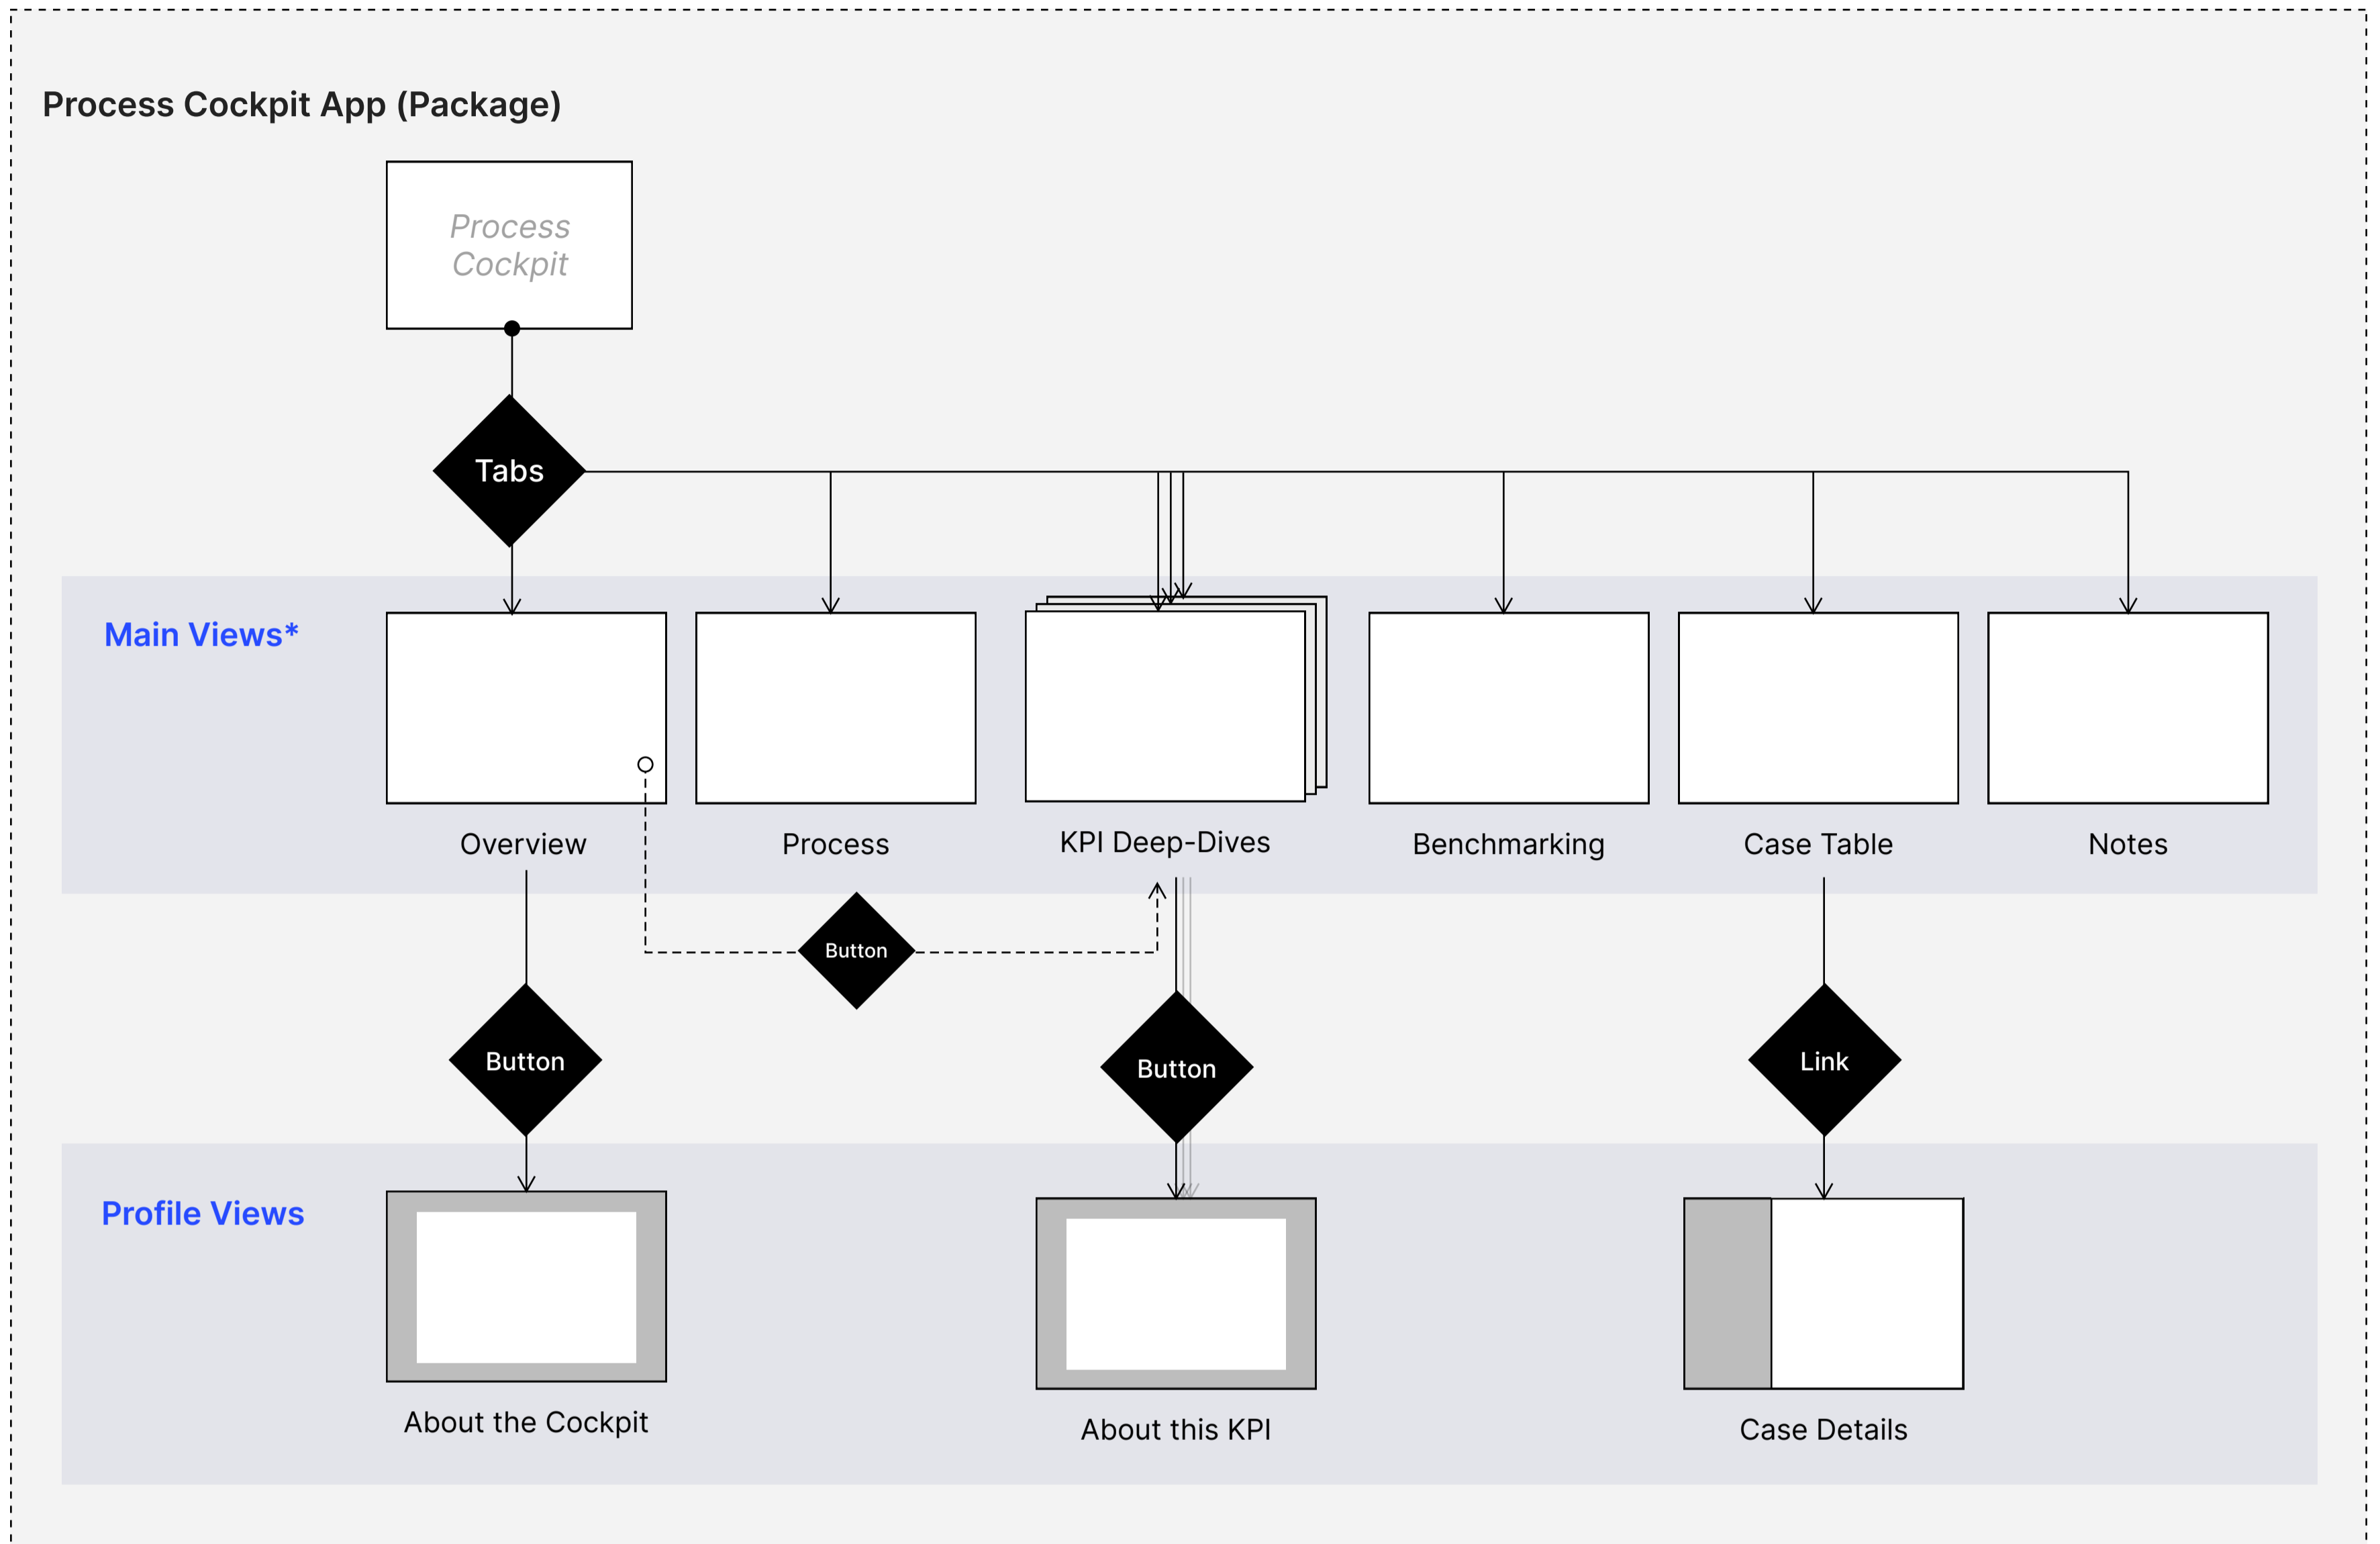 Process Cockpit App (Package)
Process
Cockpit
Tabs
Main Views*
Overview
Process
KPI Deep-Dives
Benchmarking
Case Table
Notes
Button
Button
Button
Link
Profile Views
About the Cockpit
About this KPI
Case Details